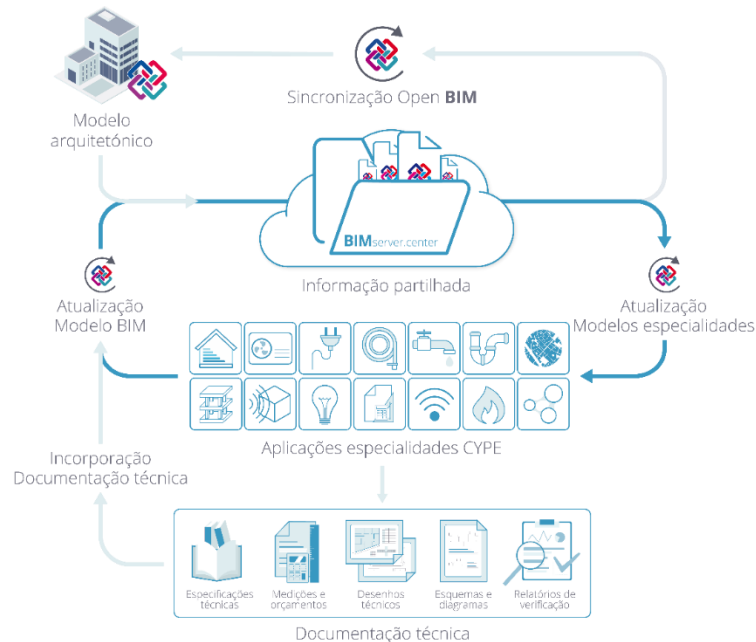 Sincronização Open BIM
Modelo
arquitetónico
BIMserver.center
Informação partilhada
Atualização
Modelo BIM
Atualização
Modelos especialidades
Aplicações especialidades CYPE
Incorporação
Documentação técnica
Especificações
técnicas
Medições e
orçamentos
Desenhos
técnicos
Esquemas e
diagramas
Relatórios de
verificação
Documentação técnica